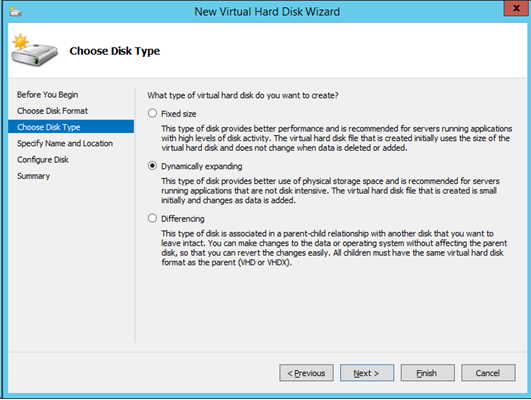 New Virtual Hard Disk Wizard
Choose Disk Type
Before You Begin
Choose Disk Format
Choose Disk Type
Specify Name and Location
Configure Disk
Summary
What type of virtual hard disk do you want to create?
Fixed size
This type of disk provides better performance and is recommended for servers running applications
with high levels of disk activity. The virtual hard disk file that is created initially uses the size of the
virtual hard disk and does not change when data is deleted or added.
Dynamically expanding
This type of disk provides better use of physical storage space and is recommended for servers
running applications that are not disk intensive. The virtual hard disk file that is created is small
initially and changes as data is added.
Differencing
This type of disk is associated in a parent-child relationship with another disk that you want to
leave intact. You can make changes to the data or operating system without affecting the parent
disk, so that you can revert the changes easily. All children must have the same virtual hard disk
format as the parent (VHD or VHDX).
< Previous
Next >
Finish
Cancel